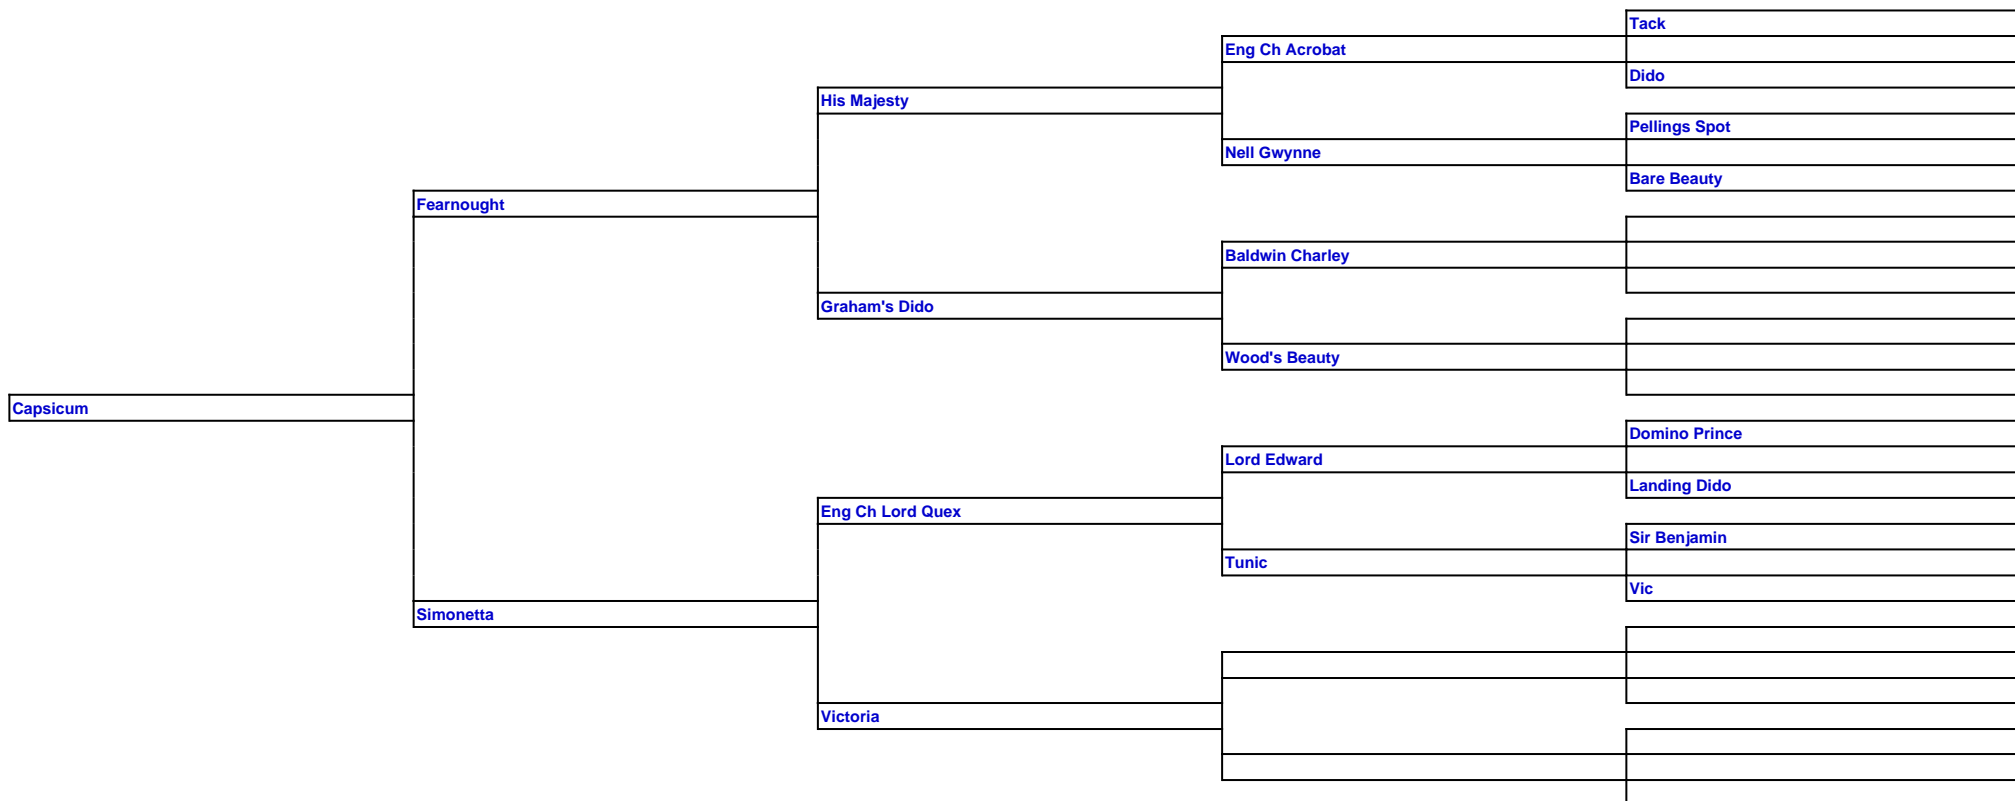 Tack
Eng Ch Acrobat
Dido
His Majesty
Pellings Spot
Nell Gwynne
Bare Beauty
Fearnought
Baldwin Charley
Graham's Dido
Wood's Beauty
Capsicum
Domino Prince
Lord Edward
Landing Dido
Eng Ch Lord Quex
Sir Benjamin
Tunic
Vic
Simonetta
Victoria